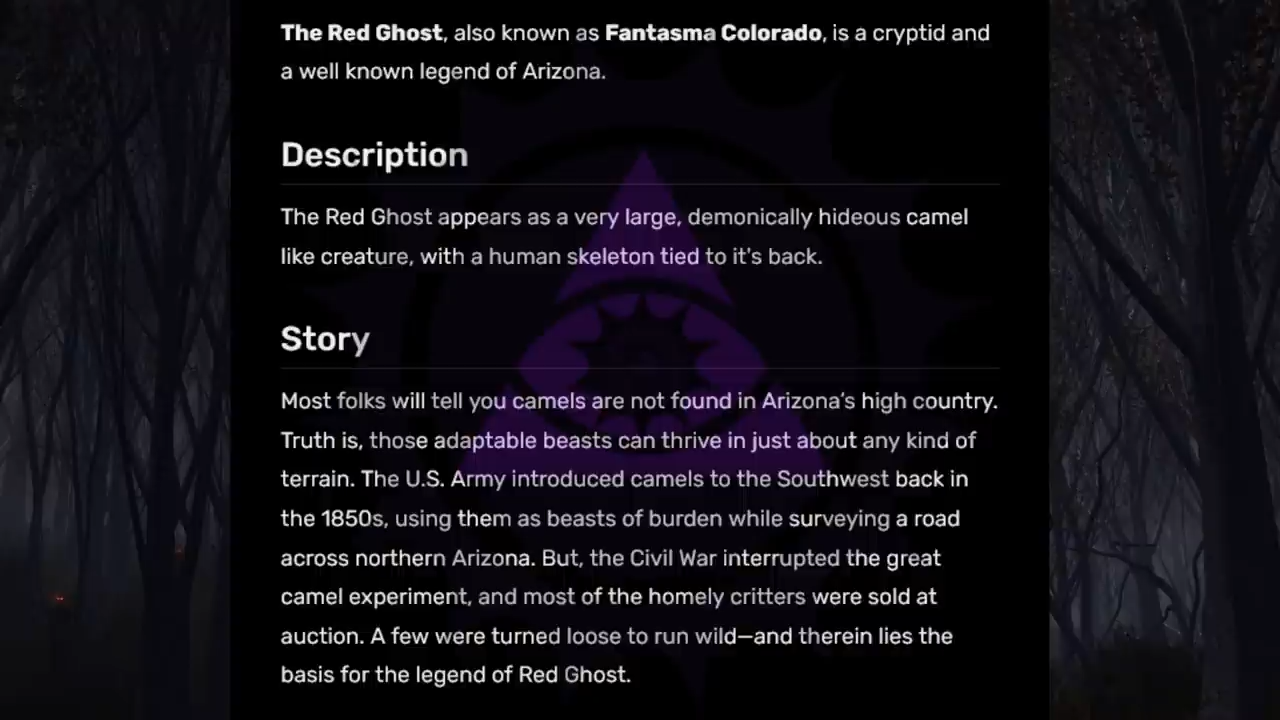 The Red Ghost, also known as Fantasma Colorado, is a cryptid and
a well known legend of Arizona.
Description
The Red Ghost appears as a very large, demonically hideous camel
like creature, with a human skeleton tied to it's back.
Story
Most folks will tell you camels are not found in Arizona’s high country.
Truth is, those adaptable beasts can thrive in just about any kind of
terrain. The U.S. Army introduced camels to the Southwest back in
the 1850s, using them as beasts of burden while surveying a road
across northern Arizona. But, the Civil War interrupted the great
camel experiment, and most of the homely critters were sold at
auction. A few were turned loose to run wild—and therein lies the
basis for the legend of Red Ghost.